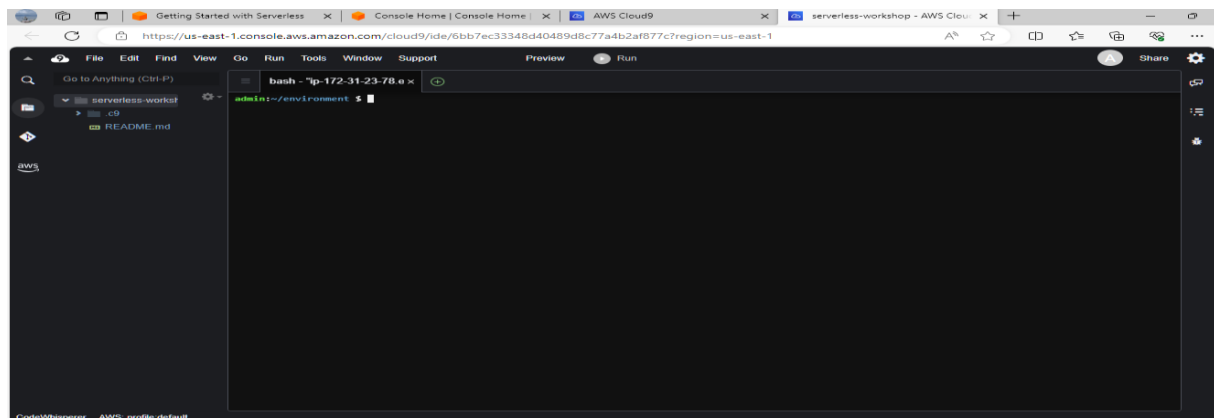 Getting Started with Serverless
Console Home | Console Home |
AWS Cloud9
serverless-workshop - AWS Clou
https://us-east-1.console.aws.amazon.com/cloud9/ide/6bb7ec33348d40489d8c77a4b2af877c?region=us-east-1
File Edit Find View Go Run Tools Window Support Preview Run A Share
Go to Anything (Ctrl-P)
bash - "ip-172-31-23-78.e
serverless-worksh
admin:~/environment $
.c9
README.md
aws
CodeWhisperer AWS: profile:default